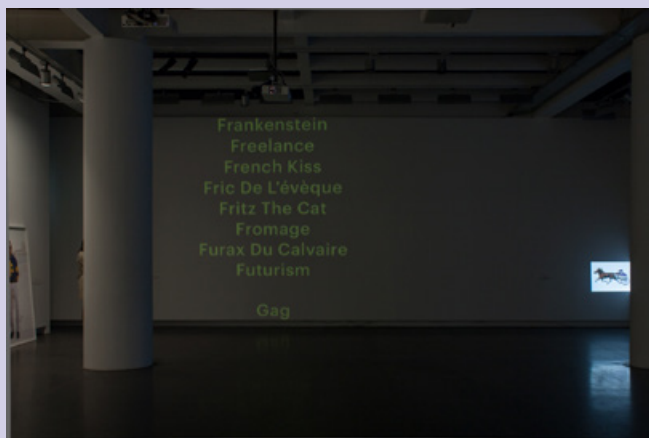 Frankenstein
Freelance
French Kiss
Fric De L'évèque
Fritz The Cat
Fromage
Furax Du Calvaire
Futurism
Gag